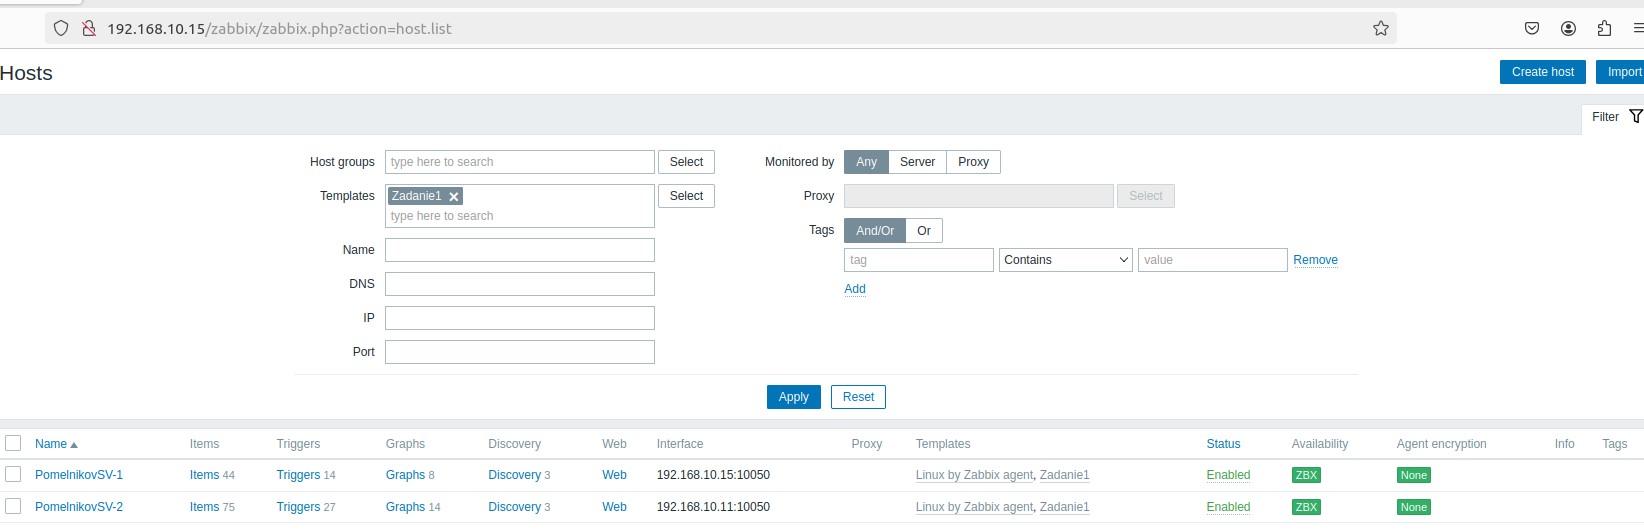 192.168.10.15/zabbix/zabbix.php?action=host.list
Hosts
Create host
Import
Filter
Host groups type here to search Select
Templates Zadanie1 Select
type here to search
Name
DNS
IP
Port
Monitored by Any Server Proxy
Proxy Select
Tags And/Or Or
tag Contains value Remove
Add
Apply Reset
Name Items Triggers Graphs Discovery Web Interface Proxy Templates Status Availability Agent encryption Info Tags
PomelnikovSV-1 Items 44 Triggers 14 Graphs 8 Discovery 3 Web 192.168.10.15:10050 Linux by Zabbix agent, Zadanie1 Enabled ZBX None
PomelnikovSV-2 Items 75 Triggers 27 Graphs 14 Discovery 3 Web 192.168.10.11:10050 Linux by Zabbix agent, Zadanie1 Enabled ZBX None